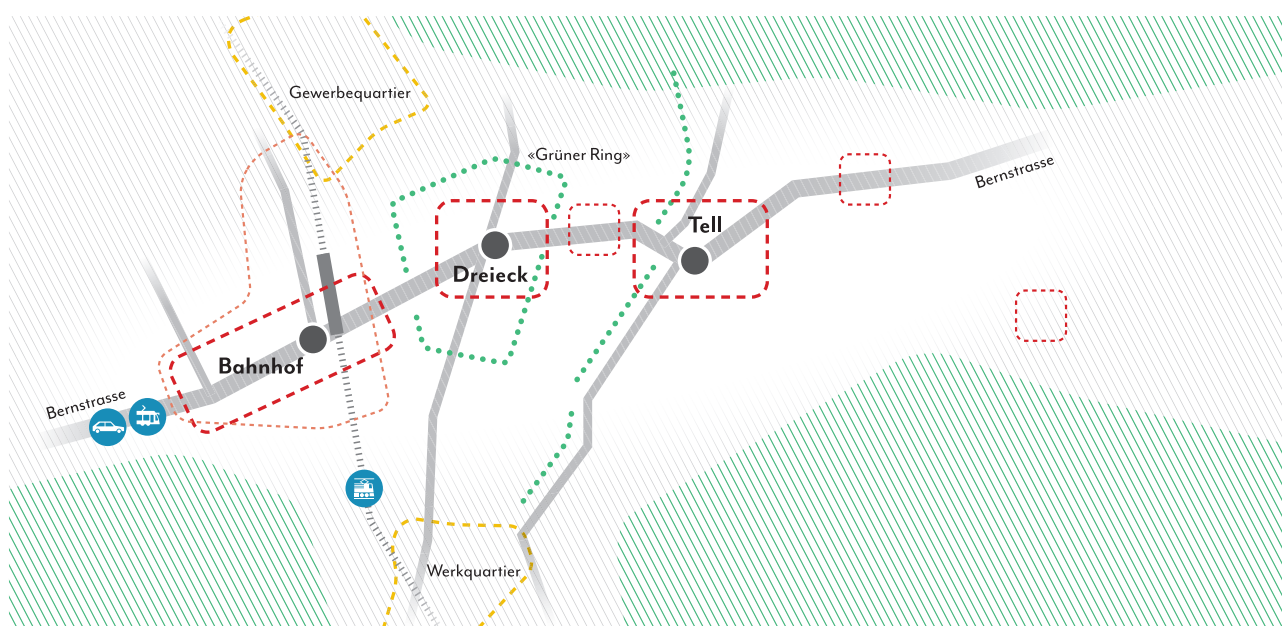 Gewerbequartier
«Grüner Ring»
Bernstrasse
Tell
Dreieck
Bahnhof
Bernstrasse
Werkquartier